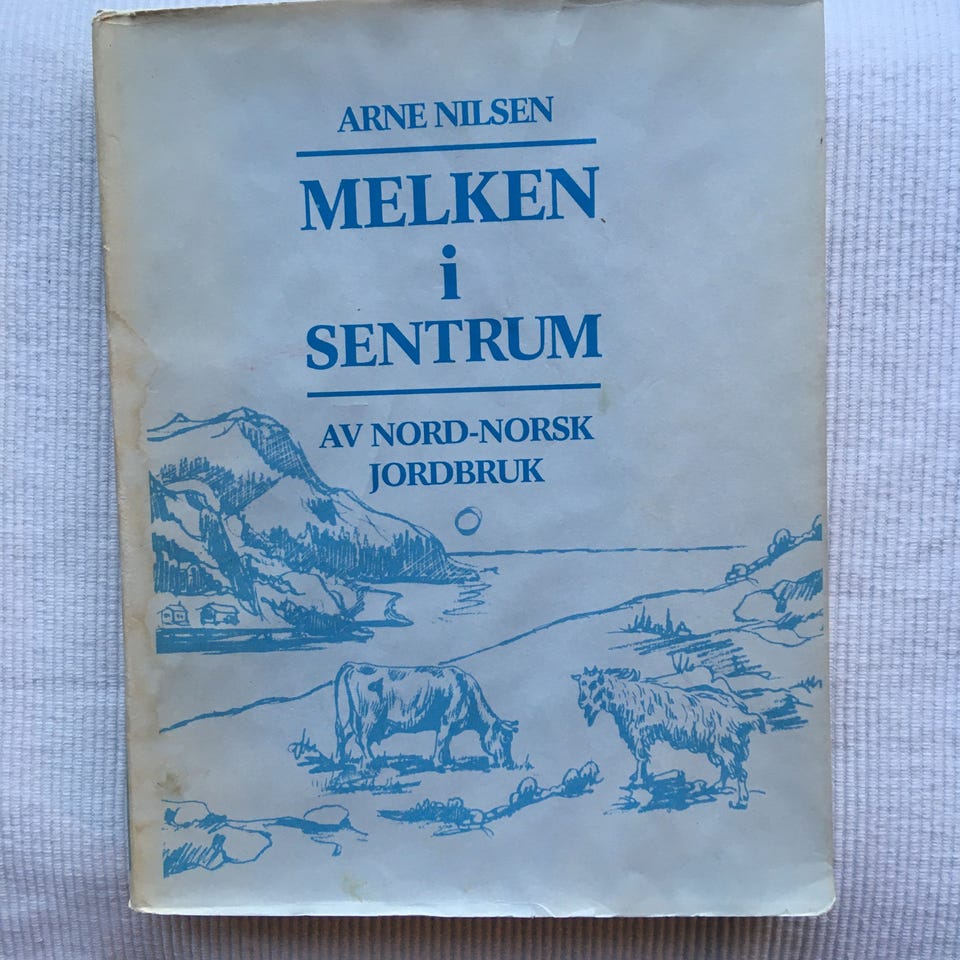 ARNE NILSEN
MELKEN
i
SENTRUM
AV NORD-NORSK
JORDBRUK